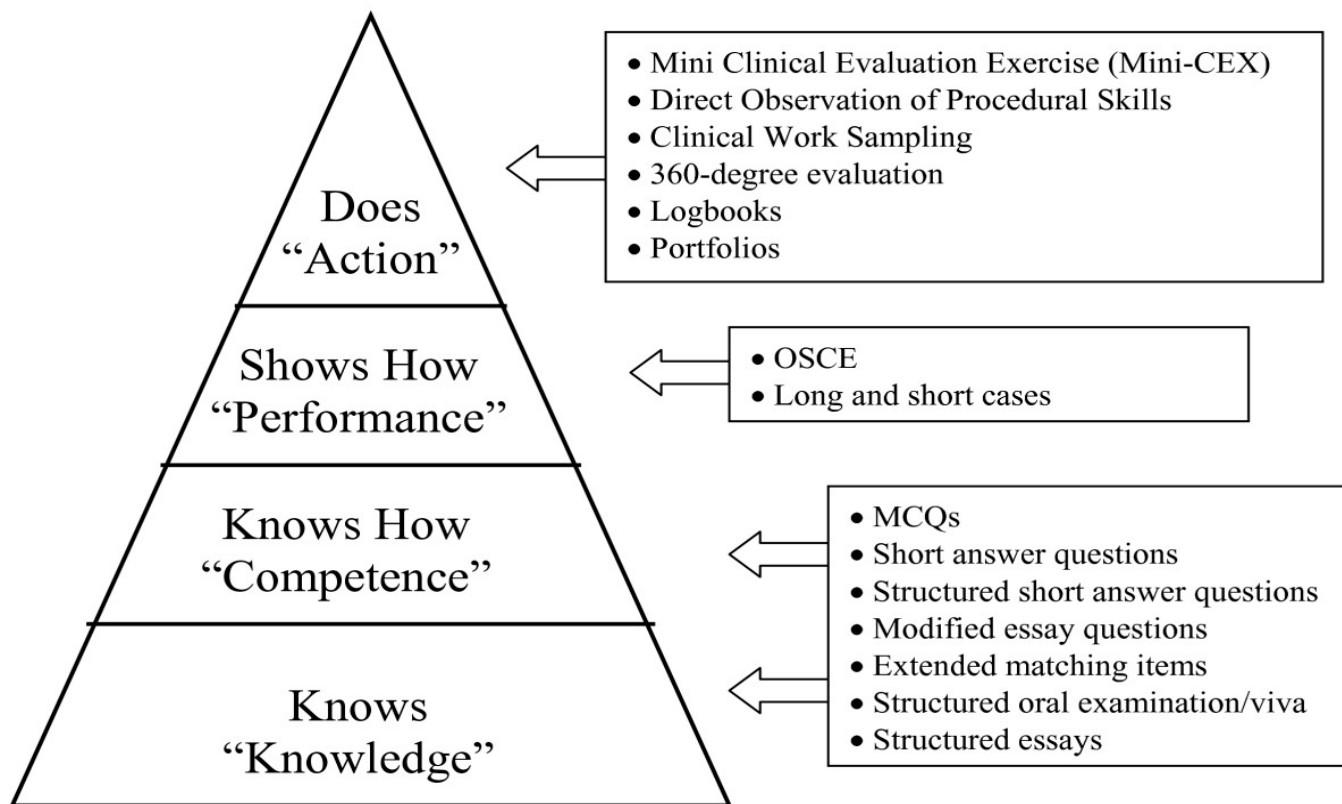 Does
“Action”
Shows How
“Performance”
Knows How
“Competence”
Knows
“Knowledge”
• Mini Clinical Evaluation Exercise (Mini-CEX)
• Direct Observation of Procedural Skills
• Clinical Work Sampling
• 360-degree evaluation
• Logbooks
• Portfolios
• OSCE
• Long and short cases
• MCQs
• Short answer questions
• Structured short answer questions
• Modified essay questions
• Extended matching items
• Structured oral examination/viva
• Structured essays